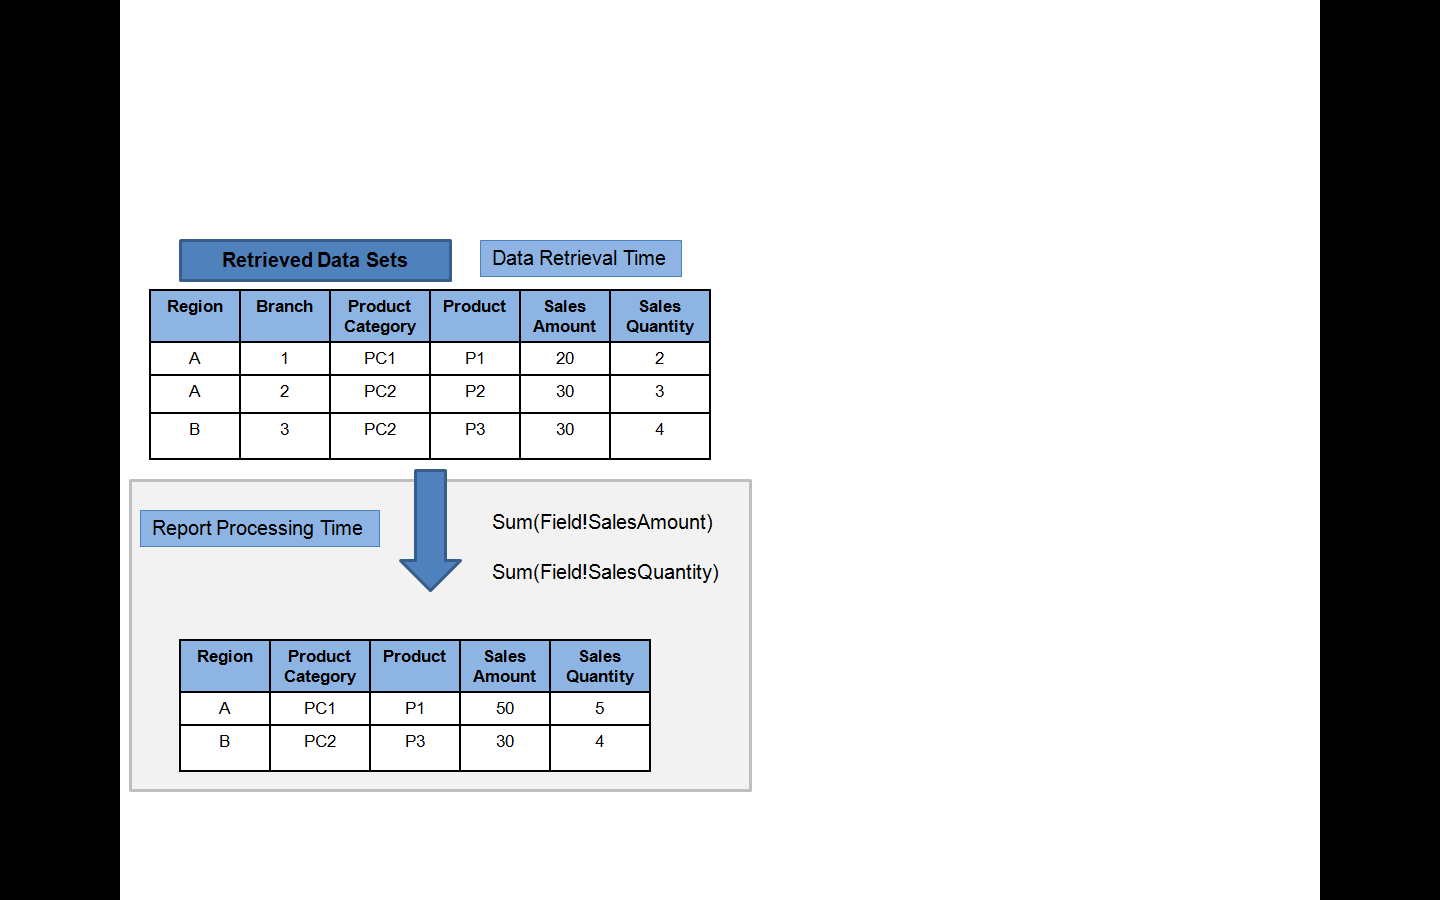 Retrieved Data Sets
Data Retrieval Time
Region Branch Product Category Product Sales Amount Sales Quantity
A 1 PC1 P1 20 2
A 2 PC2 P2 30 3
B 3 PC2 P3 30 4
Report Processing Time
Sum(Field!SalesAmount)
Sum(Field!SalesQuantity)
Region Product Category Product Sales Amount Sales Quantity
A PC1 P1 50 5
B PC2 P3 30 4